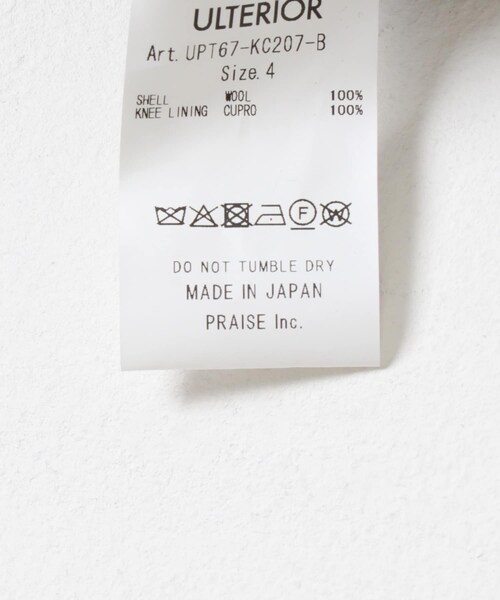 ULTERIOR
Art. UPT67-KC207-B
Size. 4
SHELL WOOL 100%
KNEE LINING CUPRO 100%
F W
DO NOT TUMBLE DRY
MADE IN JAPAN
PRAISE Inc.